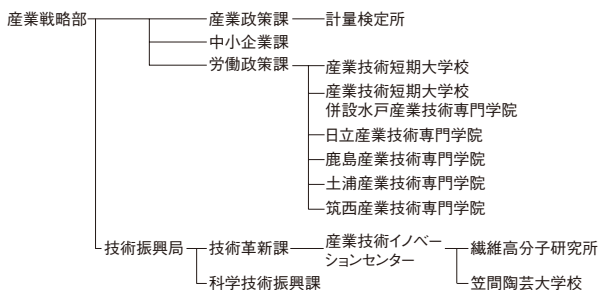 産業戦略部 産業政策課 計量検定所
中小企業課
労働政策課 産業技術短期大学校
産業技術短期大学校
併設水戸産業技術専門学院
日立産業技術専門学院
鹿島産業技術専門学院
土浦産業技術専門学院
筑西産業技術専門学院
技術振興局 技術革新課 産業技術イノベー
ションセンター 繊維高分子研究所
科学技術振興課 笠間陶芸大学校